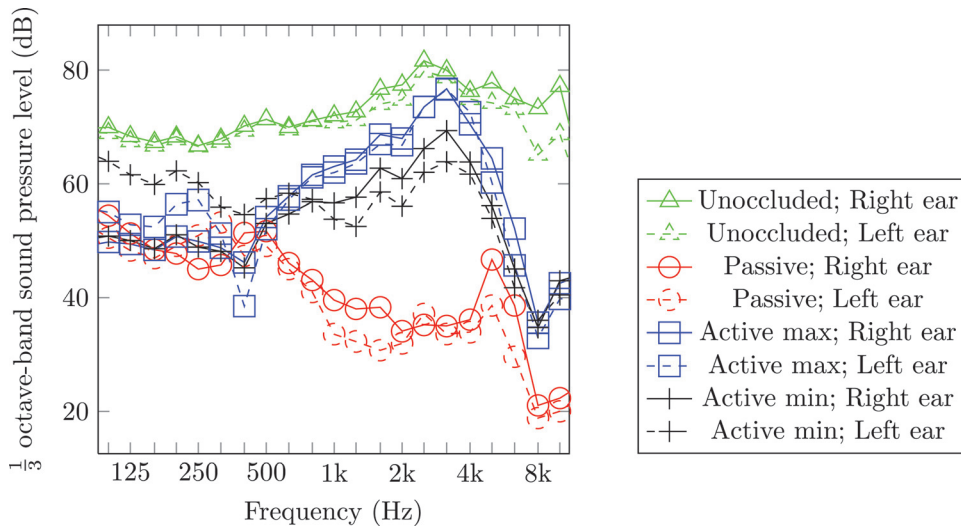 1/3 octave-band sound pressure level (dB)
80
60
40
20
125 250 500 1k 2k 4k 8k
Frequency (Hz)
Unoccluded; Right ear
Unoccluded; Left ear
Passive; Right ear
Passive; Left ear
Active max; Right ear
Active max; Left ear
Active min; Right ear
Active min; Left ear